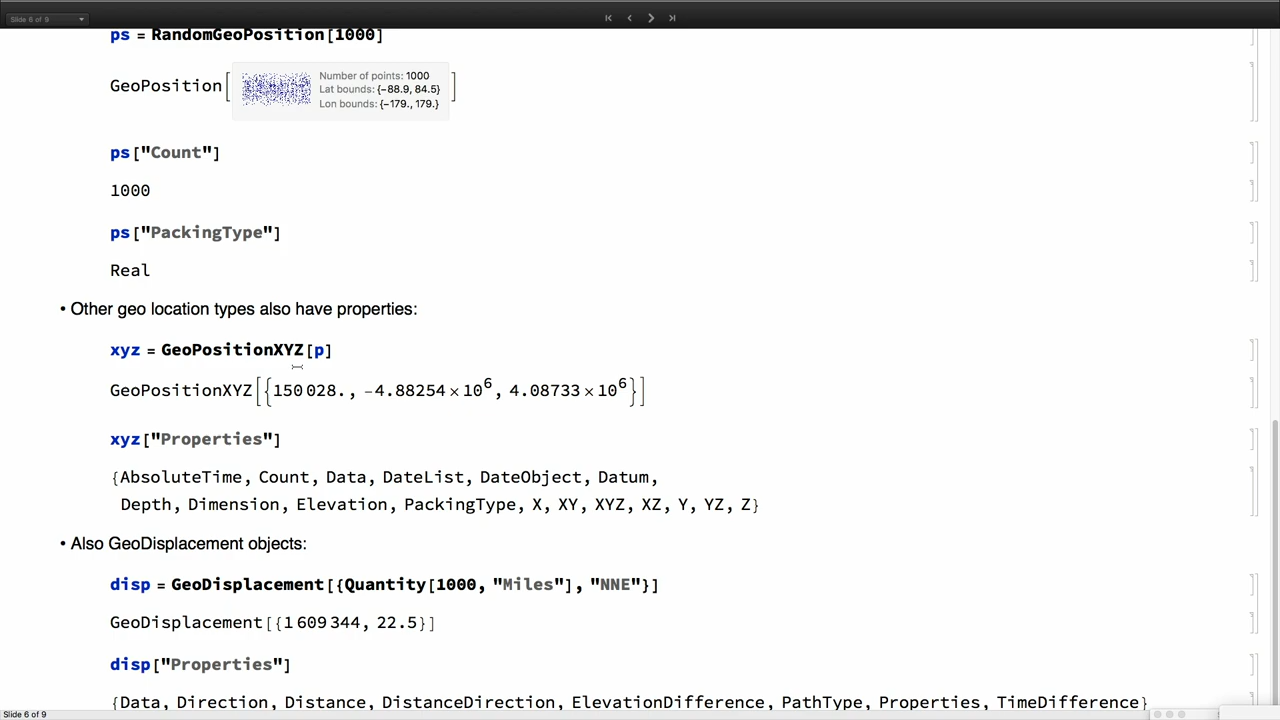 Slide 6 of 9
ps = RandomGeoPosition[1000]
GeoPosition[
Number of points: 1000
Lat bounds: {-88.9, 84.5}
Lon bounds: {-179., 179.}
]
ps["Count"]
1000
ps["PackingType"]
Real
• Other geo location types also have properties:
xyz = GeoPositionXYZ[p]
GeoPositionXYZ[{150 028., -4.88254 × 10⁶, 4.08733 × 10⁶}]
xyz["Properties"]
{AbsoluteTime, Count, Data, DateList, DateObject, Datum,
Depth, Dimension, Elevation, PackingType, X, XY, XYZ, XZ, Y, YZ, Z}
• Also GeoDisplacement objects:
disp = GeoDisplacement[{Quantity[1000, "Miles"], "NNE"}]
GeoDisplacement[{1 609 344, 22.5}]
disp["Properties"]
{Data, Direction, Distance, DistanceDirection, ElevationDifference, PathType, Properties, TimeDifference}
Slide 6 of 9